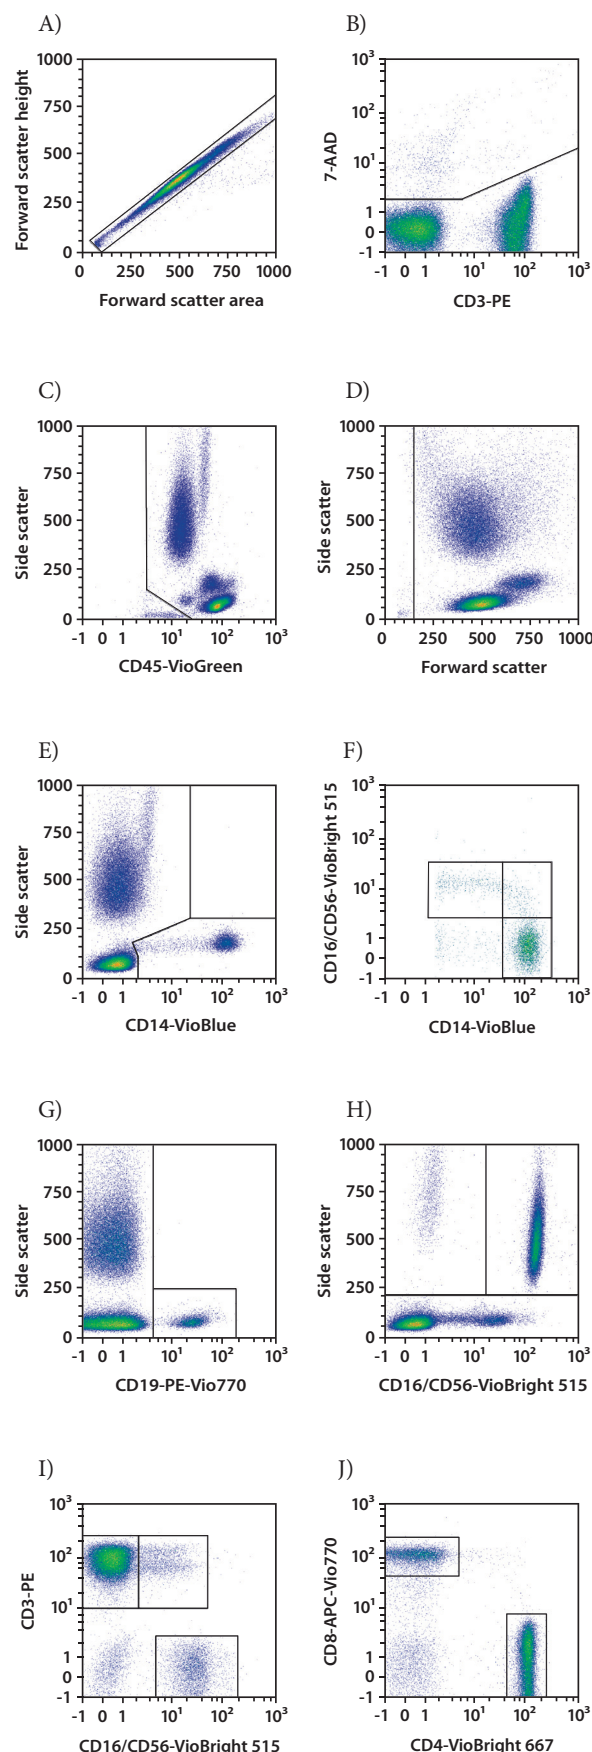 A)
B)
1000
750
500
250
0
0 250 500 750 1000
Forward scatter height
Forward scatter area
10³
10²
10¹
1
0
-1
-1 0 1 10¹ 10² 10³
7-AAD
CD3-PE
C)
D)
1000
750
500
250
0
-1 0 1 10¹ 10² 10³
Side scatter
CD45-VioGreen
1000
750
500
250
0
0 250 500 750 1000
Side scatter
Forward scatter
E)
F)
1000
750
500
250
0
-1 0 1 10¹ 10² 10³
Side scatter
CD14-VioBlue
10³
10²
10¹
1
0
-1
-1 0 1 10¹ 10² 10³
CD16/CD56-VioBright 515
CD14-VioBlue
G)
H)
1000
750
500
250
0
-1 0 1 10¹ 10² 10³
Side scatter
CD19-PE-Vio770
1000
750
500
250
0
-1 0 1 10¹ 10² 10³
Side scatter
CD16/CD56-VioBright 515
I)
J)
10³
10²
10¹
1
0
-1
-1 0 1 10¹ 10² 10³
CD3-PE
CD16/CD56-VioBright 515
10³
10²
10¹
1
0
-1
-1 0 1 10¹ 10² 10³
CD8-APC-Vio770
CD4-VioBright 667